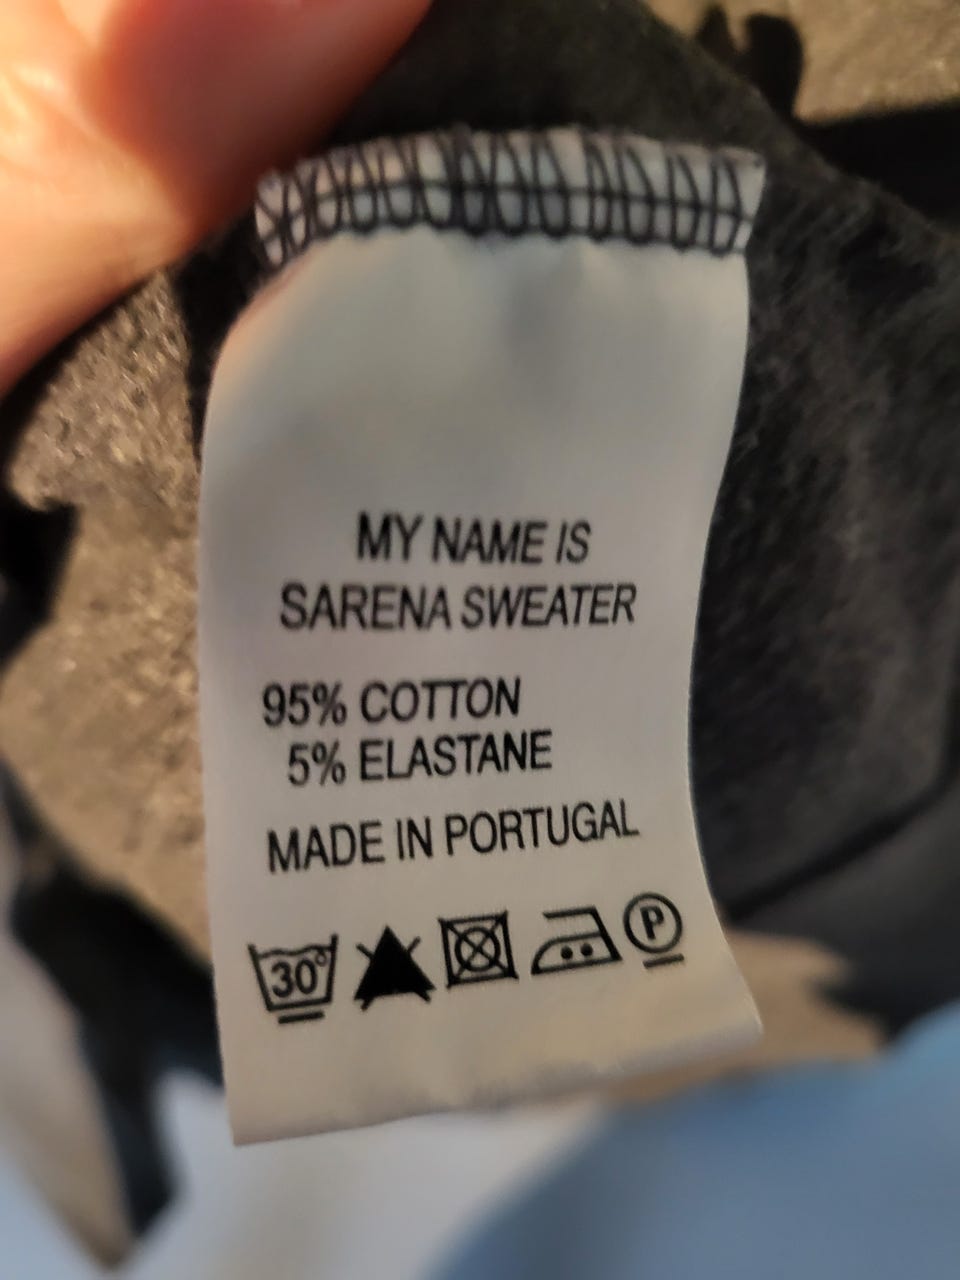 MY NAME IS
SARENA SWEATER
95% COTTON
5% ELASTANE
MADE IN PORTUGAL
30° P